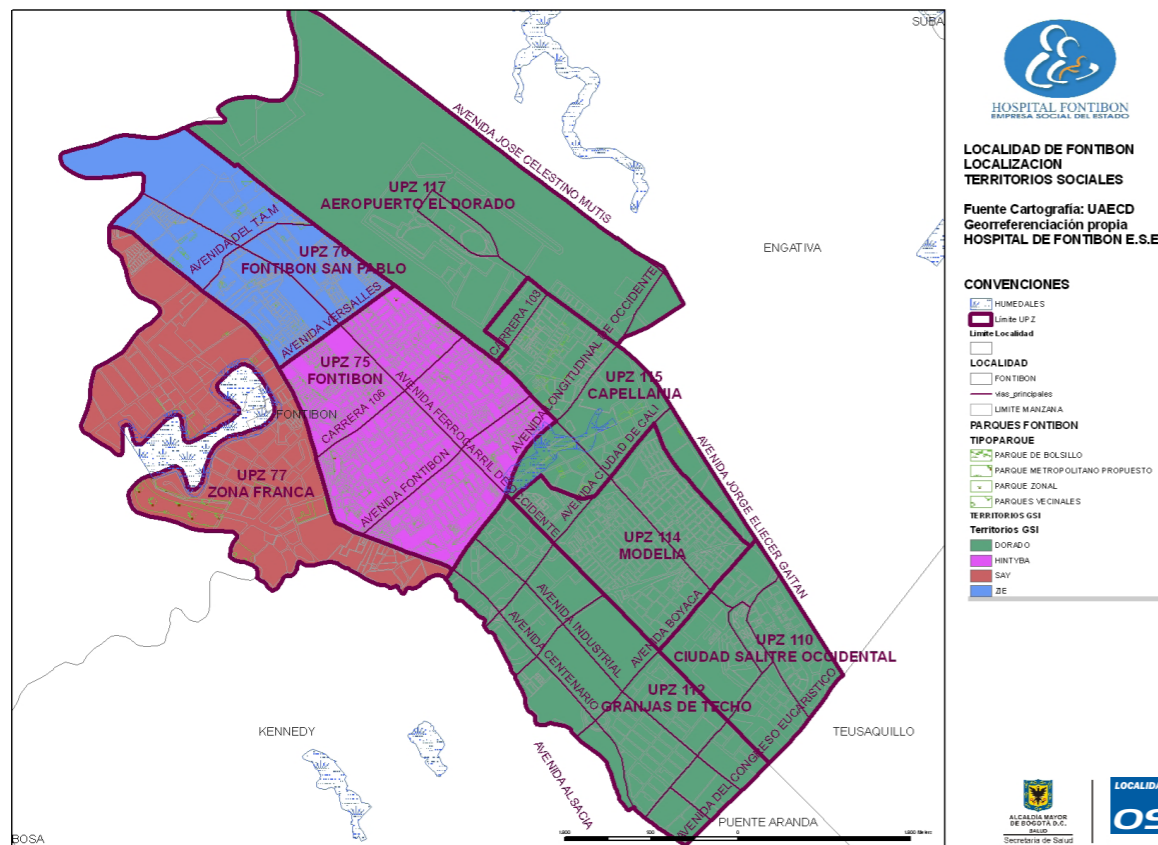 SUBA
AVENIDA JOSE CELESTINO MUTIS
UPZ 117
AEROPUERTO EL DORADO
ENGATIVA
AVENIDA DEL T.A.M
UPZ 76
FONTIBON SAN PABLO
AVENIDA VERSALLES
CARRERA 103
AVENIDA LONGITUDINAL DE OCCIDENTE
UPZ 75
FONTIBON
UPZ 115
CAPELLANIA
FONTIBON
CARRERA 106
AVENIDA FERROCARRIL DE OCCIDENTE
AVENIDA CIUDAD DE CALI
AVENIDA JORGE ELIECER GAITAN
UPZ 77
ZONA FRANCA
AVENIDA FONTIBON
UPZ 114
MODELIA
AVENIDA INDUSTRIAL
AVENIDA BOYACA
AVENIDA CENTENARIO
UPZ 110
CIUDAD SALITRE OCCIDENTAL
UPZ 112
GRANJAS DE TECHO
KENNEDY
TEUSAQUILLO
AVENIDA DEL CONGRESO EUCARISTICO
AVENIDA ALSACIA
PUENTE ARANDA
BOSA
HOSPITAL FONTIBON
EMPRESA SOCIAL DEL ESTADO
LOCALIDAD DE FONTIBON
LOCALIZACION
TERRITORIOS SOCIALES
Fuente Cartografía: UAECD
Georreferenciación propia
HOSPITAL DE FONTIBON E.S.E
CONVENCIONES
HUMEDALES
Límite UPZ
Limite Localidad
LOCALIDAD
FONTIBON
vias_principales
LIMITE MANZANA
PARQUES FONTIBON
TIPOPARQUE
PARQUE DE BOLSILLO
PARQUE METROPOLITANO PROPUESTO
PARQUE ZONAL
PARQUES VECINALES
TERRITORIOS GSI
Territorios GSI
DORADO
HINTYBA
SAY
ZIE
ALCALDIA MAYOR
DE BOGOTA D.C.
SALUD
Secretaría de Salud
LOCALIDA